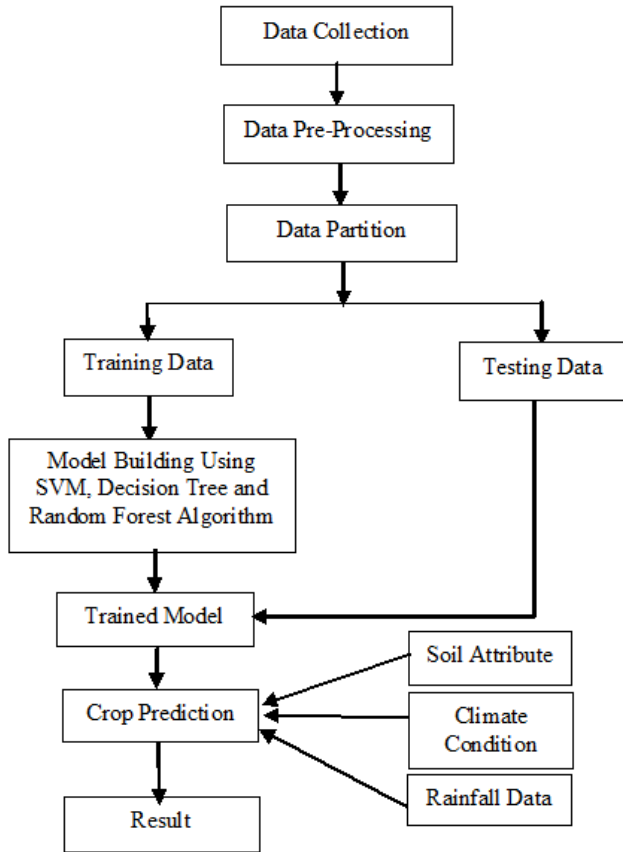 Data Collection
Data Pre-Processing
Data Partition
Training Data
Testing Data
Model Building Using
SVM, Decision Tree and
Random Forest Algorithm
Trained Model
Soil Attribute
Crop Prediction
Climate
Condition
Rainfall Data
Result